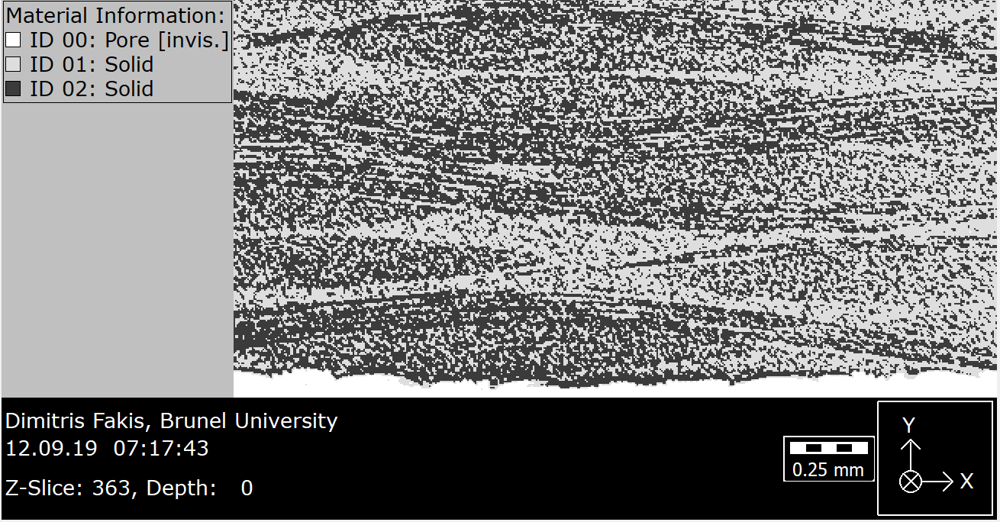 Material Information:
ID 00: Pore [invis.]
ID 01: Solid
ID 02: Solid
Dimitris Fakis, Brunel University
12.09.19 07:17:43
Z-Slice: 363, Depth: 0
0.25 mm
Y
X